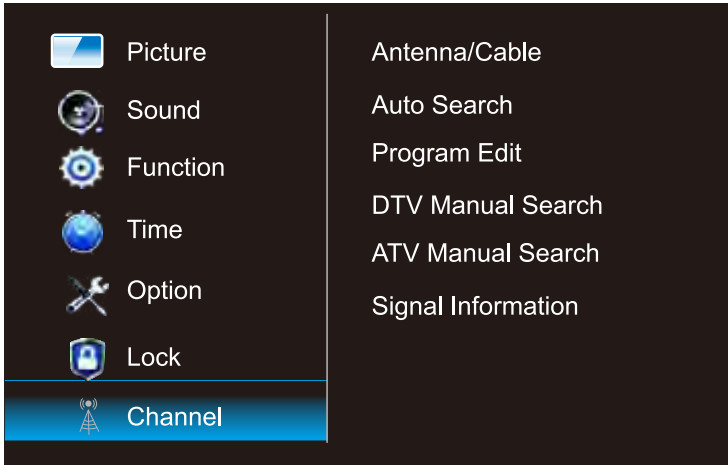 Picture
Sound
Function
Time
Option
Lock
Channel
Antenna/Cable
Auto Search
Program Edit
DTV Manual Search
ATV Manual Search
Signal Information